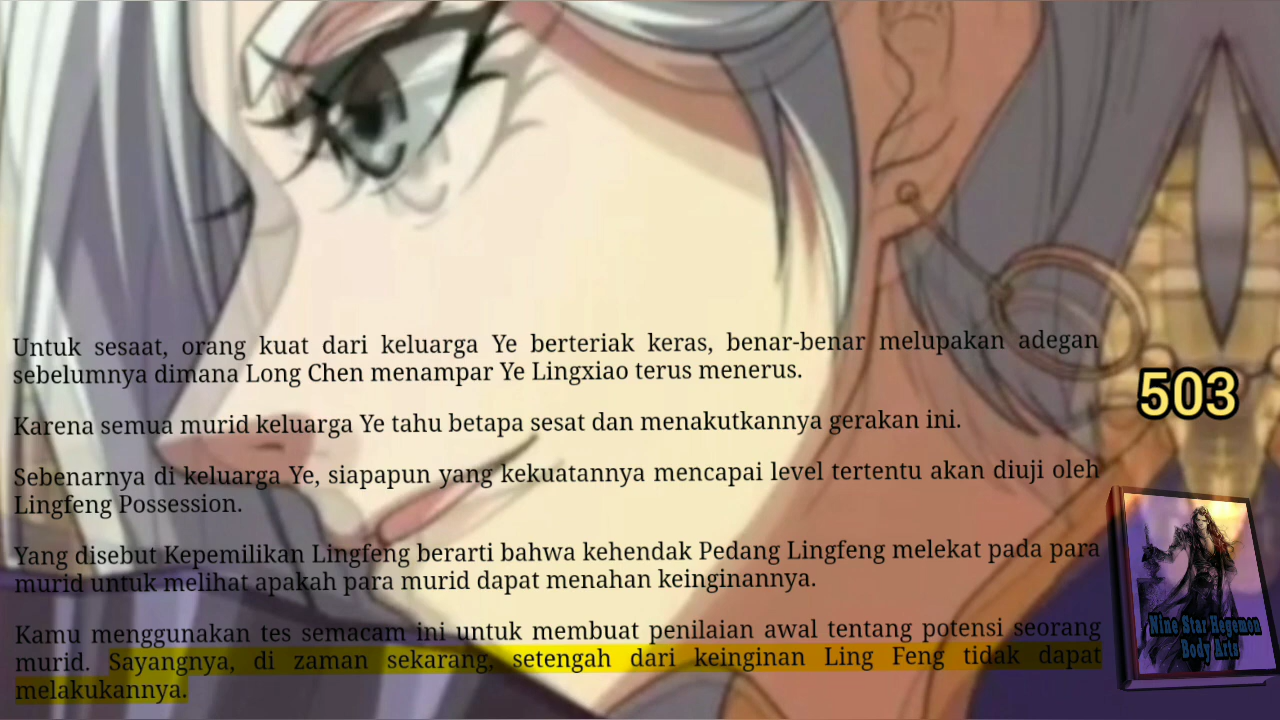 Untuk sesaat, orang kuat dari keluarga Ye berteriak keras, benar-benar melupakan adegan
sebelumnya dimana Long Chen menampar Ye Lingxiao terus menerus.
Karena semua murid keluarga Ye tahu betapa sesat dan menakutkannya gerakan ini.
Sebenarnya di keluarga Ye, siapapun yang kekuatannya mencapai level tertentu akan diuji oleh
Lingfeng Possession.
Yang disebut Kepemilikan Lingfeng berarti bahwa kehendak Pedang Lingfeng melekat pada para
murid untuk melihat apakah para murid dapat menahan keinginannya.
Kamu menggunakan tes semacam ini untuk membuat penilaian awal tentang potensi seorang
murid. Sayangnya, di zaman sekarang, setengah dari keinginan Ling Feng tidak dapat
melakukannya.
503
Nine Star Hegemon
Body Arts